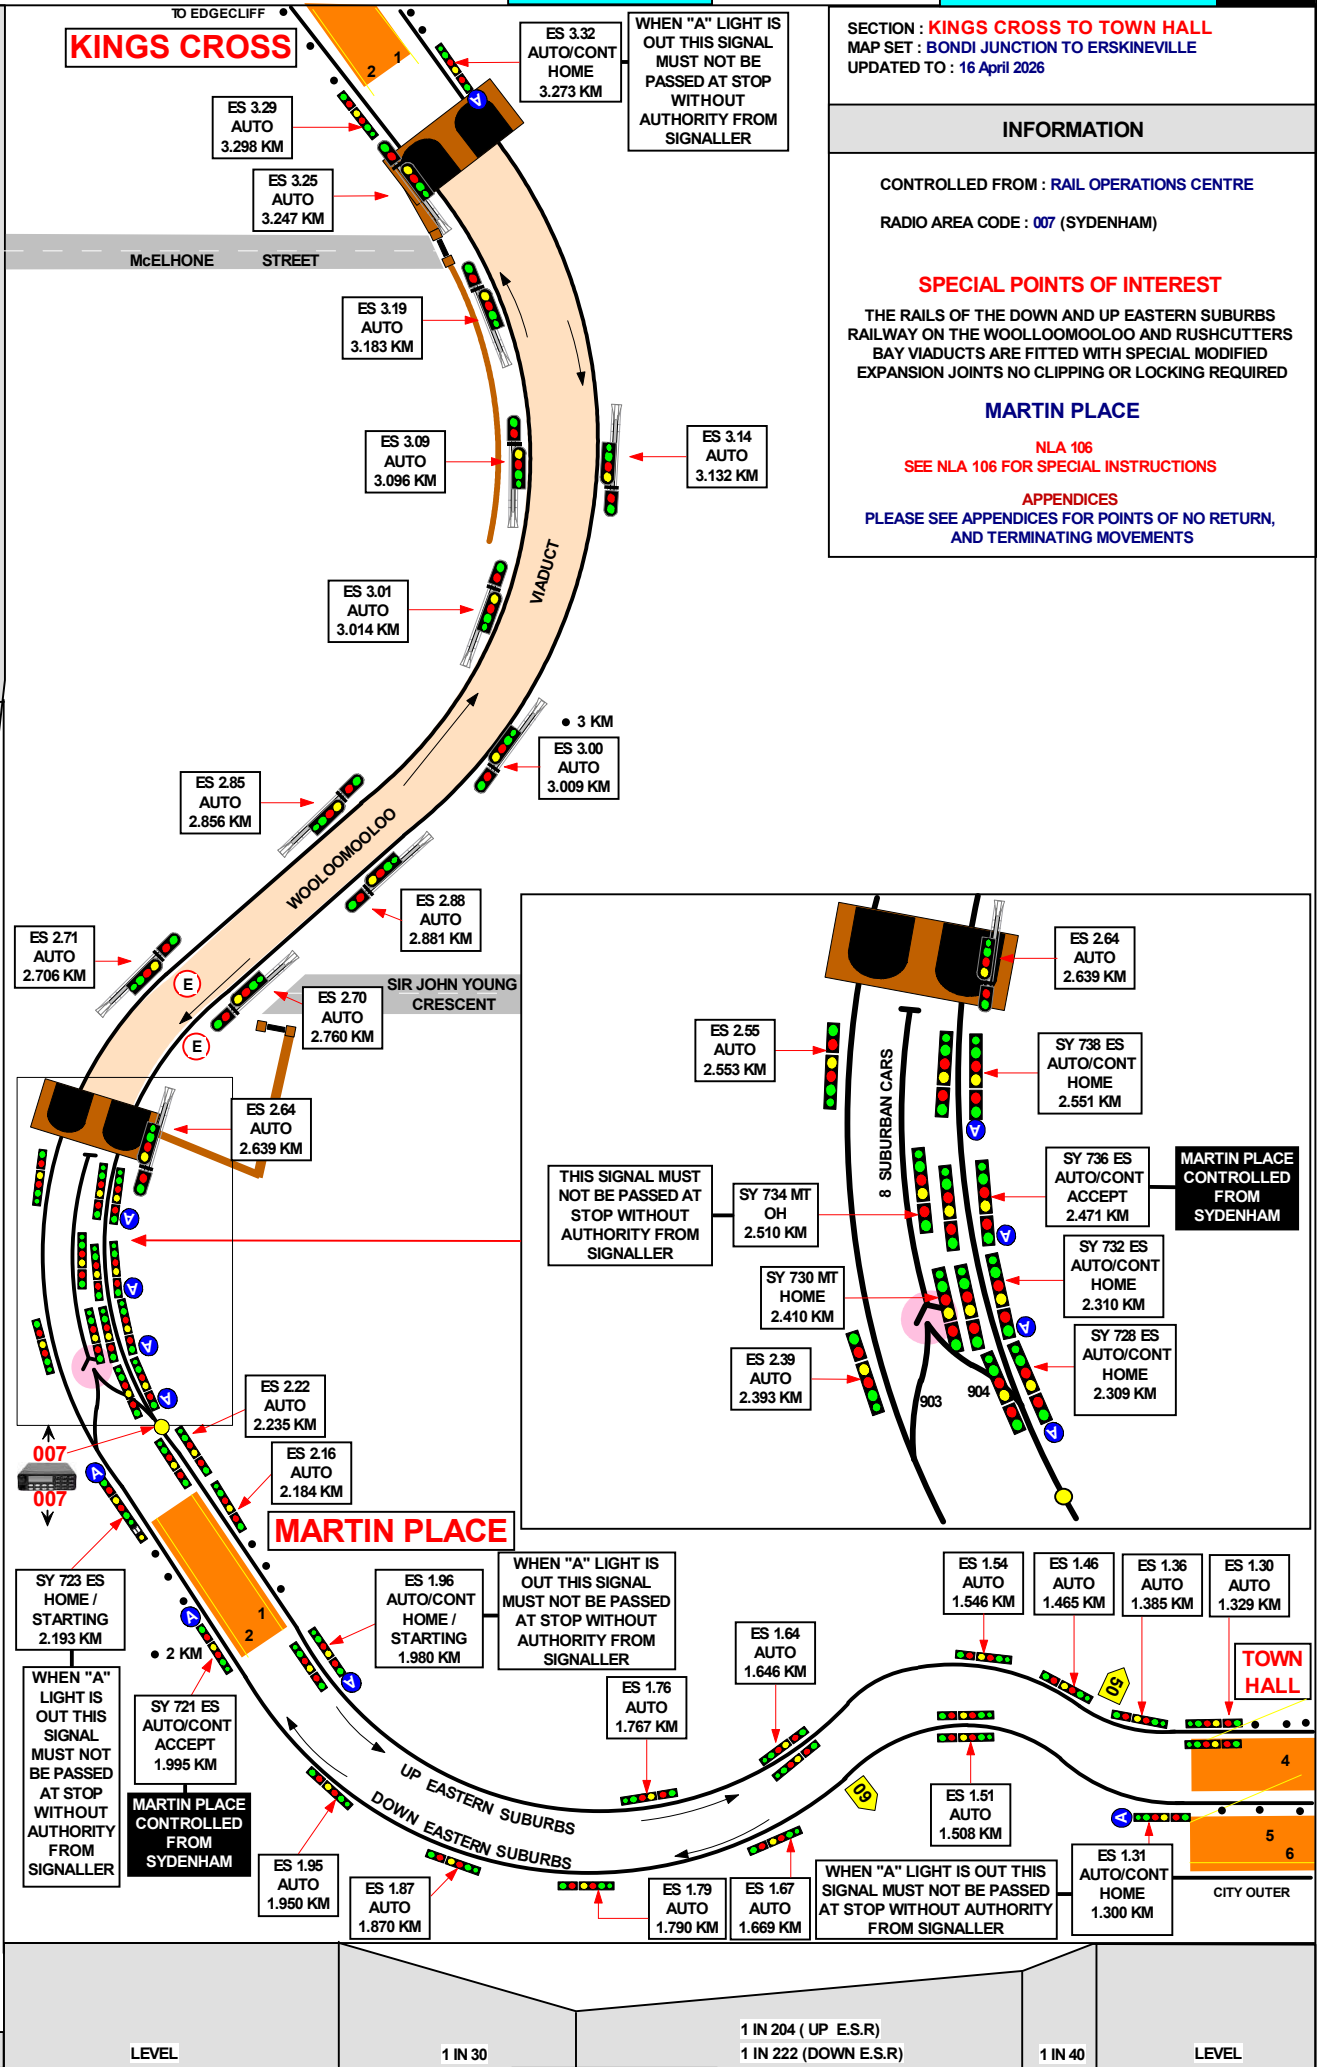 TO EDGECLIFF
KINGS CROSS
2
1
ES 3.32
AUTO/CONT
HOME
3.273 KM
WHEN "A" LIGHT IS
OUT THIS SIGNAL
MUST NOT BE
PASSED AT STOP
WITHOUT
AUTHORITY FROM
SIGNALLER
A
ES 3.29
AUTO
3.298 KM
ES 3.25
AUTO
3.247 KM
McELHONE STREET
ES 3.19
AUTO
3.183 KM
ES 3.09
AUTO
3.096 KM
ES 3.14
AUTO
3.132 KM
ES 3.01
AUTO
3.014 KM
VIADUCT
3 KM
ES 3.00
AUTO
3.009 KM
ES 2.85
AUTO
2.856 KM
WOOLOOMOOLOO
ES 2.88
AUTO
2.881 KM
ES 2.71
AUTO
2.706 KM
E
E
ES 2.70
AUTO
2.760 KM
SIR JOHN YOUNG
CRESCENT
ES 2.64
AUTO
2.639 KM
A
A
A
A
SECTION : KINGS CROSS TO TOWN HALL
MAP SET : BONDI JUNCTION TO ERSKINEVILLE
UPDATED TO : 16 April 2026
INFORMATION
CONTROLLED FROM : RAIL OPERATIONS CENTRE
RADIO AREA CODE : 007 (SYDENHAM)
SPECIAL POINTS OF INTEREST
THE RAILS OF THE DOWN AND UP EASTERN SUBURBS
RAILWAY ON THE WOOLLOOMOOLOO AND RUSHCUTTERS
BAY VIADUCTS ARE FITTED WITH SPECIAL MODIFIED
EXPANSION JOINTS NO CLIPPING OR LOCKING REQUIRED
MARTIN PLACE
NLA 106
SEE NLA 106 FOR SPECIAL INSTRUCTIONS
APPENDICES
PLEASE SEE APPENDICES FOR POINTS OF NO RETURN,
AND TERMINATING MOVEMENTS
ES 2.64
AUTO
2.639 KM
ES 2.55
AUTO
2.553 KM
8 SUBURBAN CARS
SY 738 ES
AUTO/CONT
HOME
2.551 KM
A
THIS SIGNAL MUST
NOT BE PASSED AT
STOP WITHOUT
AUTHORITY FROM
SIGNALLER
SY 734 MT
OH
2.510 KM
SY 736 ES
AUTO/CONT
ACCEPT
2.471 KM
MARTIN PLACE
CONTROLLED
FROM
SYDENHAM
A
SY 730 MT
HOME
2.410 KM
SY 732 ES
AUTO/CONT
HOME
2.310 KM
A
ES 2.39
AUTO
2.393 KM
SY 728 ES
AUTO/CONT
HOME
2.309 KM
903
904
A
ES 2.22
AUTO
2.235 KM
007
007
A
ES 2.16
AUTO
2.184 KM
MARTIN PLACE
SY 723 ES
HOME /
STARTING
2.193 KM
WHEN "A"
LIGHT IS
OUT THIS
SIGNAL
MUST NOT
BE PASSED
AT STOP
WITHOUT
AUTHORITY
FROM
SIGNALLER
A
1
2
2 KM
SY 721 ES
AUTO/CONT
ACCEPT
1.995 KM
MARTIN PLACE
CONTROLLED
FROM
SYDENHAM
A
ES 1.96
AUTO/CONT
HOME /
STARTING
1.980 KM
WHEN "A" LIGHT IS
OUT THIS SIGNAL
MUST NOT BE PASSED
AT STOP WITHOUT
AUTHORITY FROM
SIGNALLER
UP EASTERN SUBURBS
DOWN EASTERN SUBURBS
ES 1.95
AUTO
1.950 KM
ES 1.87
AUTO
1.870 KM
ES 1.76
AUTO
1.767 KM
ES 1.64
AUTO
1.646 KM
ES 1.79
AUTO
1.790 KM
ES 1.67
AUTO
1.669 KM
60
ES 1.54
AUTO
1.546 KM
ES 1.46
AUTO
1.465 KM
ES 1.36
AUTO
1.385 KM
ES 1.30
AUTO
1.329 KM
50
TOWN
HALL
ES 1.51
AUTO
1.508 KM
4
5
6
A
WHEN "A" LIGHT IS OUT THIS
SIGNAL MUST NOT BE PASSED
AT STOP WITHOUT AUTHORITY
FROM SIGNALLER
ES 1.31
AUTO/CONT
HOME
1.300 KM
CITY OUTER
LEVEL
1 IN 30
1 IN 204 ( UP E.S.R)
1 IN 222 (DOWN E.S.R)
1 IN 40
LEVEL